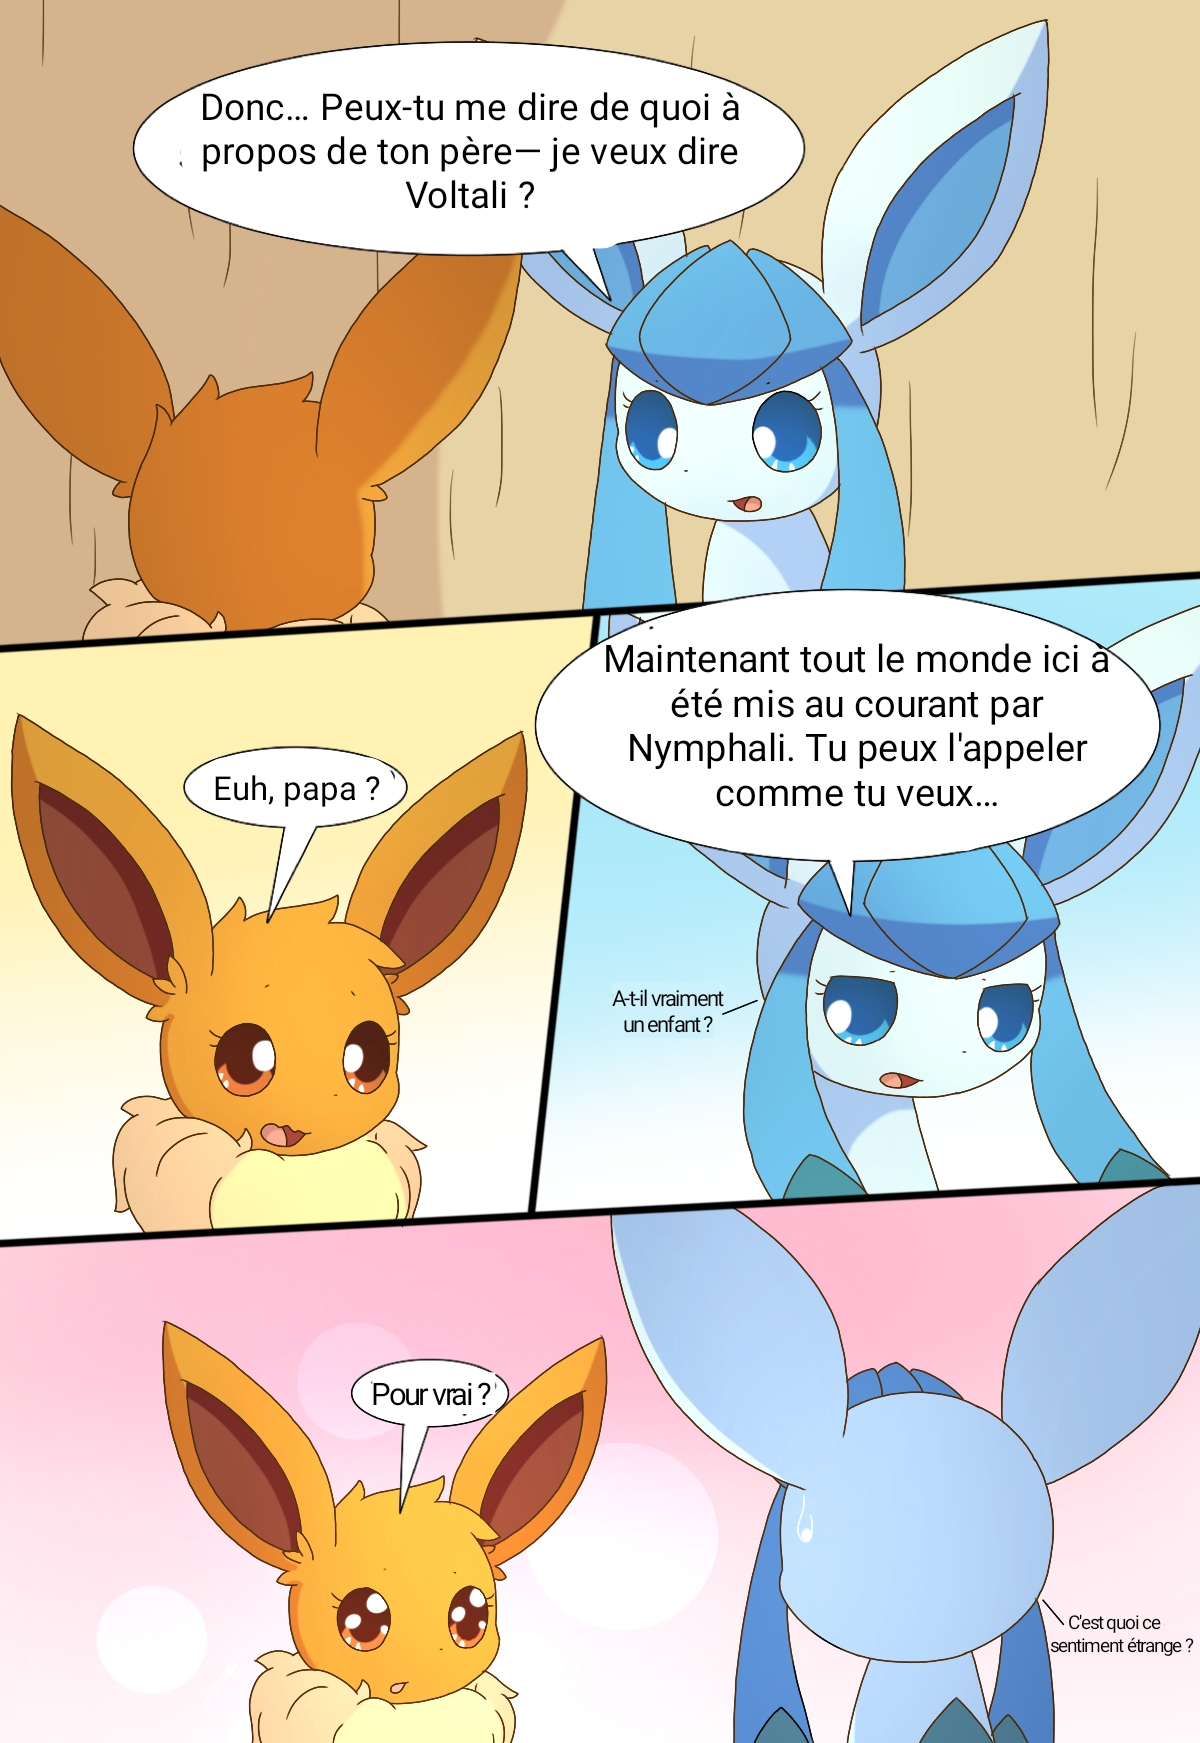 Donc... Peux-tu me dire de quoi à
propos de ton père— je veux dire
Voltali ?
Euh, papa ?
Maintenant tout le monde ici à
été mis au courant par
Nymphali. Tu peux l'appeler
comme tu veux...
A-t-il vraiment
un enfant ?
Pour vrai ?
C'est quoi ce
sentiment étrange ?